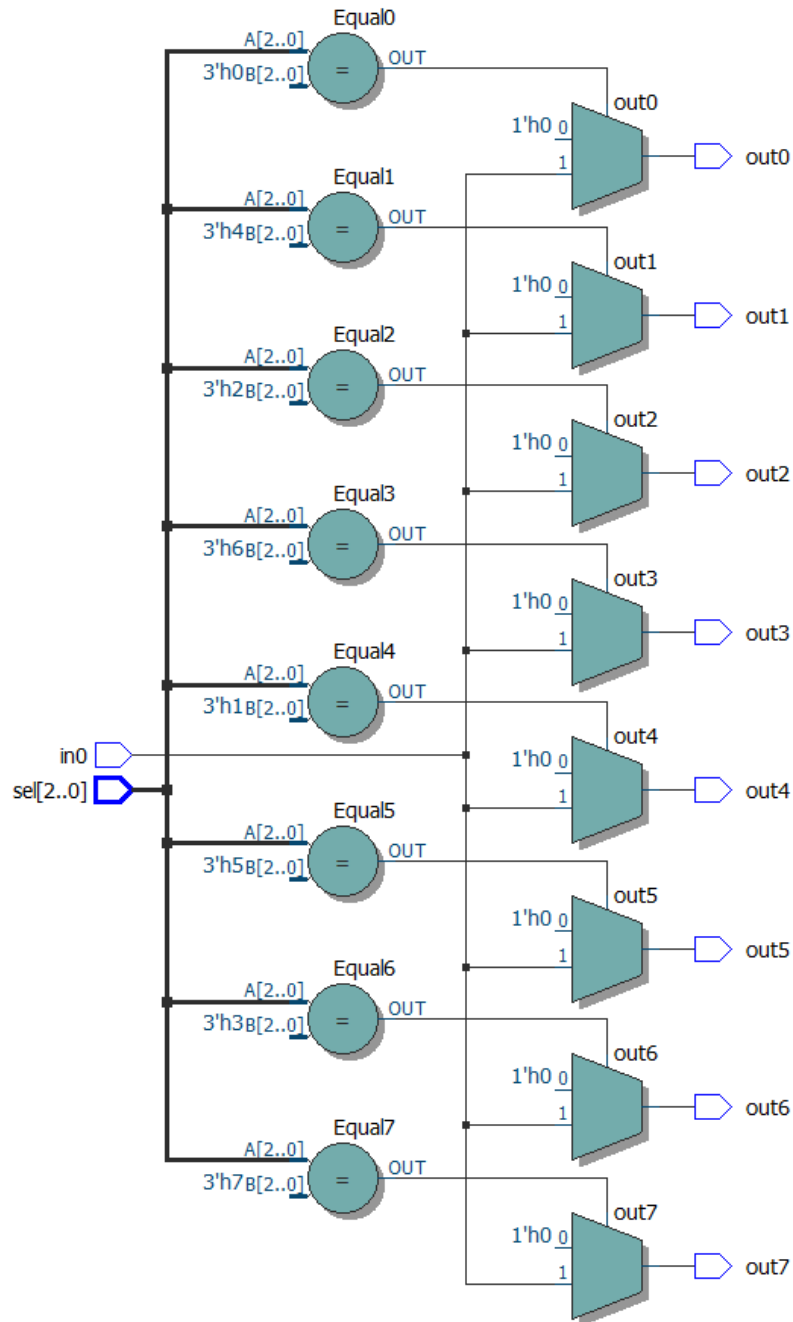 Equal0
A[2..0]
3'h0 B[2..0]
=
OUT
out0
1'h0 0
1
out0
Equal1
A[2..0]
3'h4 B[2..0]
=
OUT
out1
1'h0 0
1
out1
Equal2
A[2..0]
3'h2 B[2..0]
=
OUT
out2
1'h0 0
1
out2
Equal3
A[2..0]
3'h6 B[2..0]
=
OUT
out3
1'h0 0
1
out3
Equal4
A[2..0]
3'h1 B[2..0]
=
OUT
in0
sel[2..0]
out4
1'h0 0
1
out4
Equal5
A[2..0]
3'h5 B[2..0]
=
OUT
out5
1'h0 0
1
out5
Equal6
A[2..0]
3'h3 B[2..0]
=
OUT
out6
1'h0 0
1
out6
Equal7
A[2..0]
3'h7 B[2..0]
=
OUT
out7
1'h0 0
1
out7